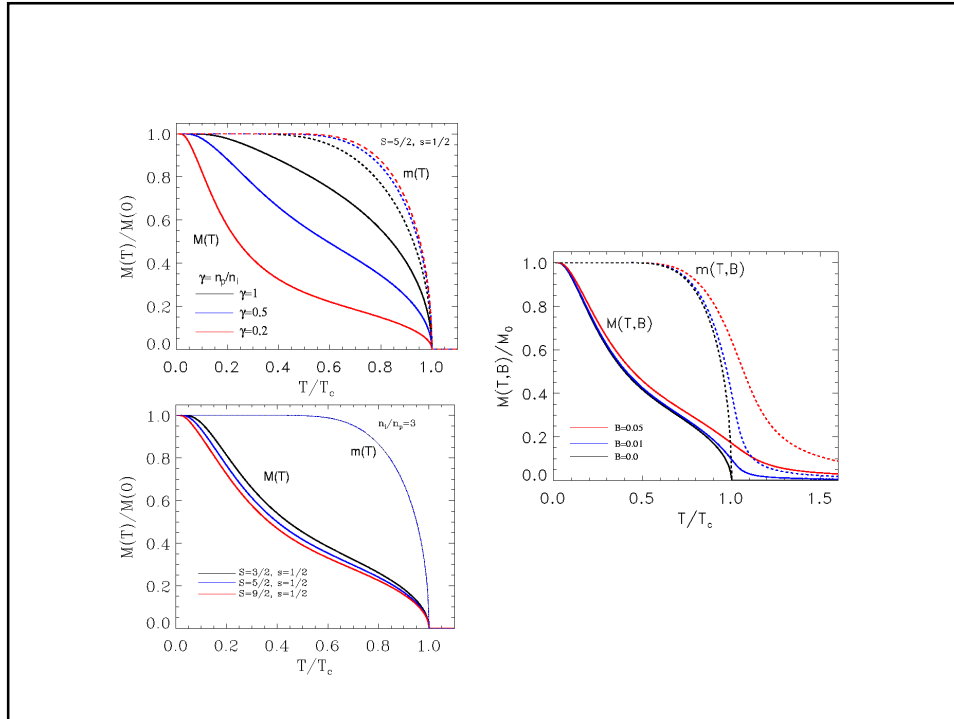 1.0
0.8
0.6
0.4
0.2
0.0
M(T)/M(O)
S=5/2, s=1/2
m(T)
M(T)
γ= n_p/n_i
γ=1
γ=0.5
γ=0.2
0.0 0.2 0.4 0.6 0.8 1.0
T/T_c
1.0
0.8
0.6
0.4
0.2
0.0
M(T)/M(O)
n_i/n_p=3
m(T)
M(T)
S=3/2, s=1/2
S=5/2, s=1/2
S=9/2, s=1/2
0.0 0.2 0.4 0.6 0.8 1.0
T/T_c
1.0
0.8
0.6
0.4
0.2
0.0
M(T,B)/M_0
m(T,B)
M(T,B)
B=0.05
B=0.01
B=0.0
0.0 0.5 1.0 1.5
T/T_c